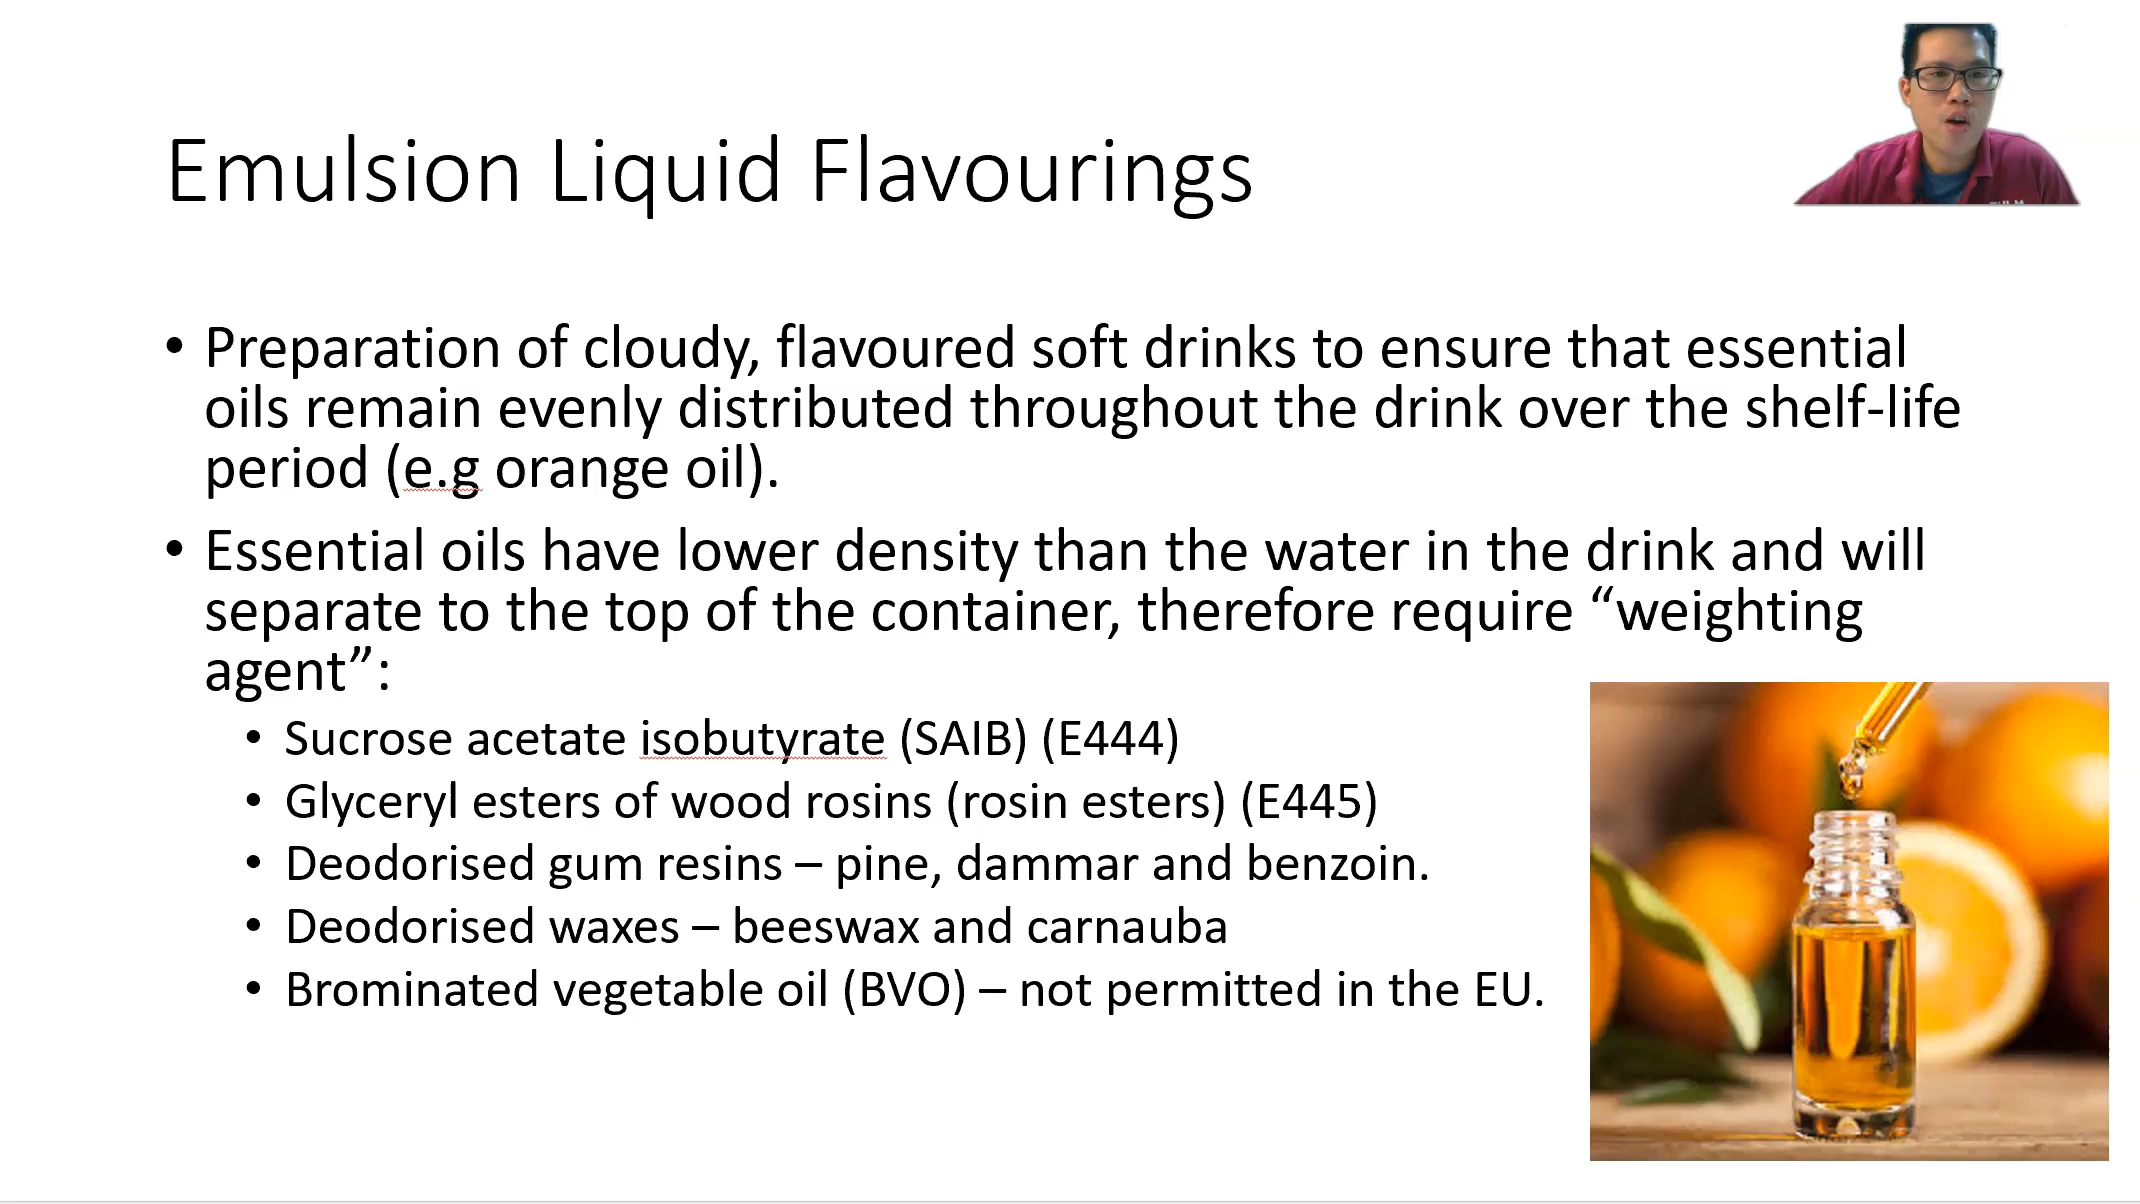 Emulsion Liquid Flavourings
• Preparation of cloudy, flavoured soft drinks to ensure that essential
oils remain evenly distributed throughout the drink over the shelf-life
period (e.g orange oil).
• Essential oils have lower density than the water in the drink and will
separate to the top of the container, therefore require “weighting
agent”:
• Sucrose acetate isobutyrate (SAIB) (E444)
• Glyceryl esters of wood rosins (rosin esters) (E445)
• Deodorised gum resins – pine, dammar and benzoin.
• Deodorised waxes – beeswax and carnauba
• Brominated vegetable oil (BVO) – not permitted in the EU.